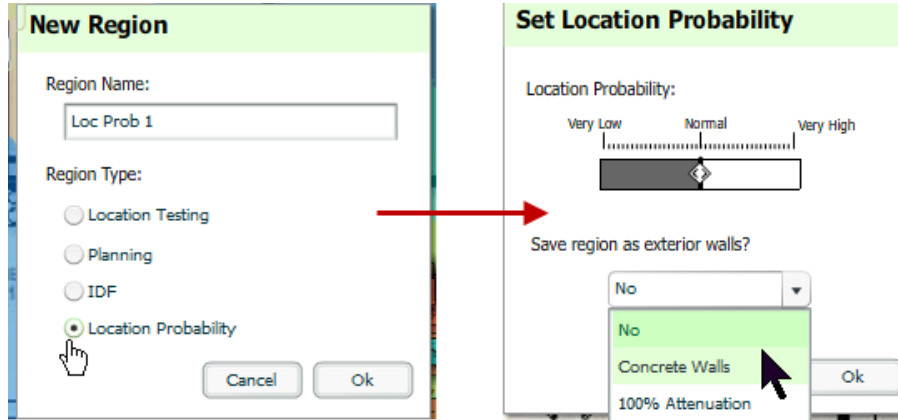 New Region
Region Name:
Loc Prob 1
Region Type:
Location Testing
Planning
IDF
Location Probability
Cancel
Ok
Set Location Probability
Location Probability:
Very Low Normal Very High
Save region as exterior walls?
No
No
Concrete Walls
100% Attenuation
Ok